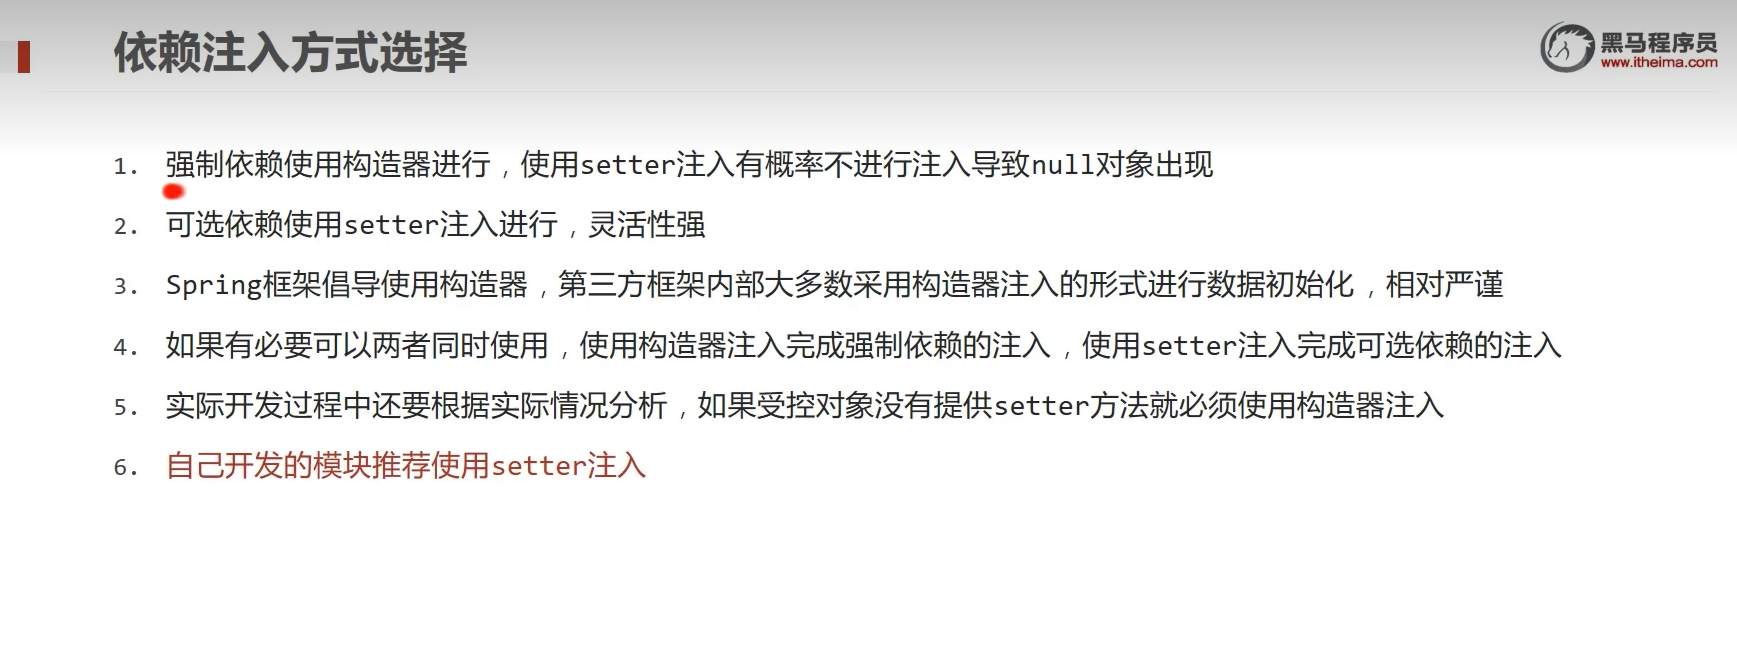 依赖注入方式选择
黑马程序员
www.itheima.com
1. 强制依赖使用构造器进行，使用setter注入有概率不进行注入导致null对象出现
2. 可选依赖使用setter注入进行，灵活性强
3. Spring框架倡导使用构造器，第三方框架内部大多数采用构造器注入的形式进行数据初始化，相对严谨
4. 如果有必要可以两者同时使用，使用构造器注入完成强制依赖的注入，使用setter注入完成可选依赖的注入
5. 实际开发过程中还要根据实际情况分析，如果受控对象没有提供setter方法就必须使用构造器注入
6. 自己开发的模块推荐使用setter注入